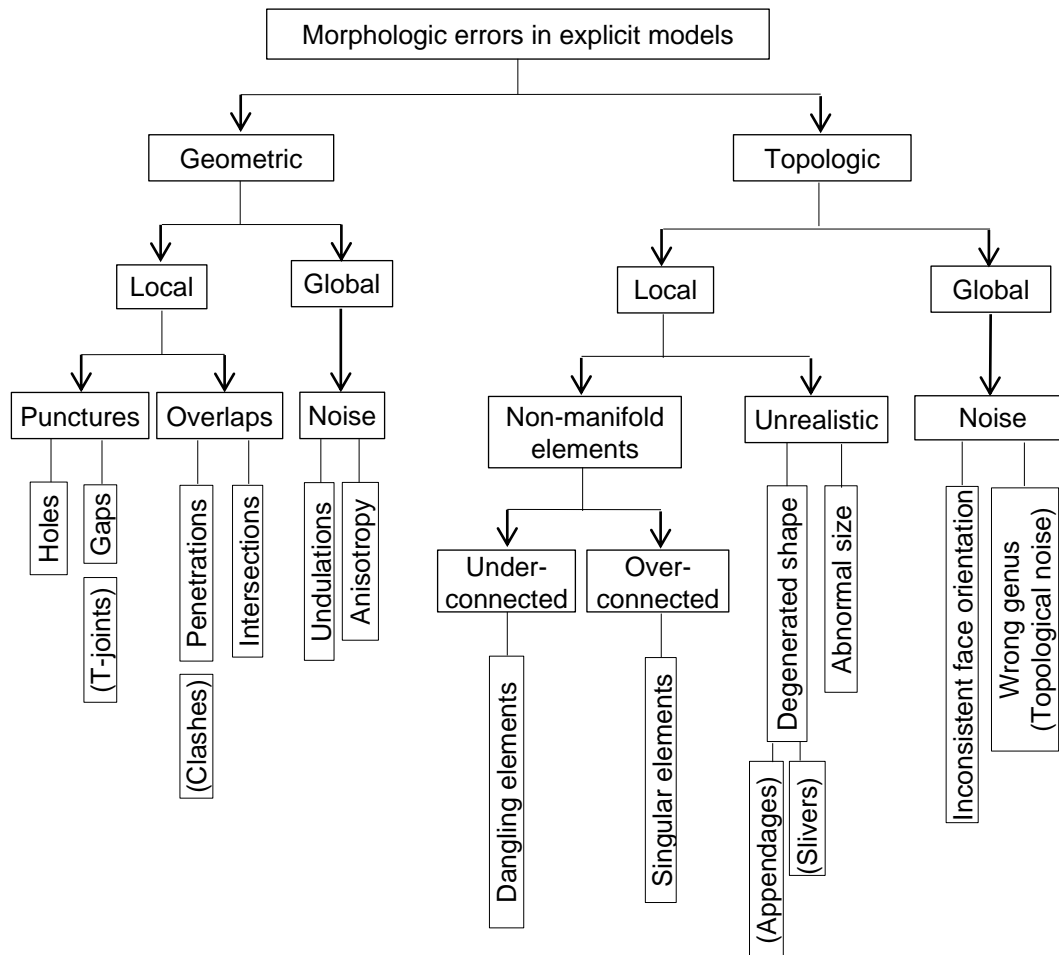 Morphologic errors in explicit models
Geometric
Topologic
Local
Global
Local
Global
Punctures
Overlaps
Noise
Non-manifold
elements
Unrealistic
Noise
Holes
Gaps
(T-joints)
Penetrations
(Clashes)
Intersections
Undulations
Anisotropy
Under-
connected
Over-
connected
Dangling elements
Singular elements
Degenerated shape
(Appendages)
(Slivers)
Abnormal size
Inconsistent face orientation
Wrong genus
(Topological noise)